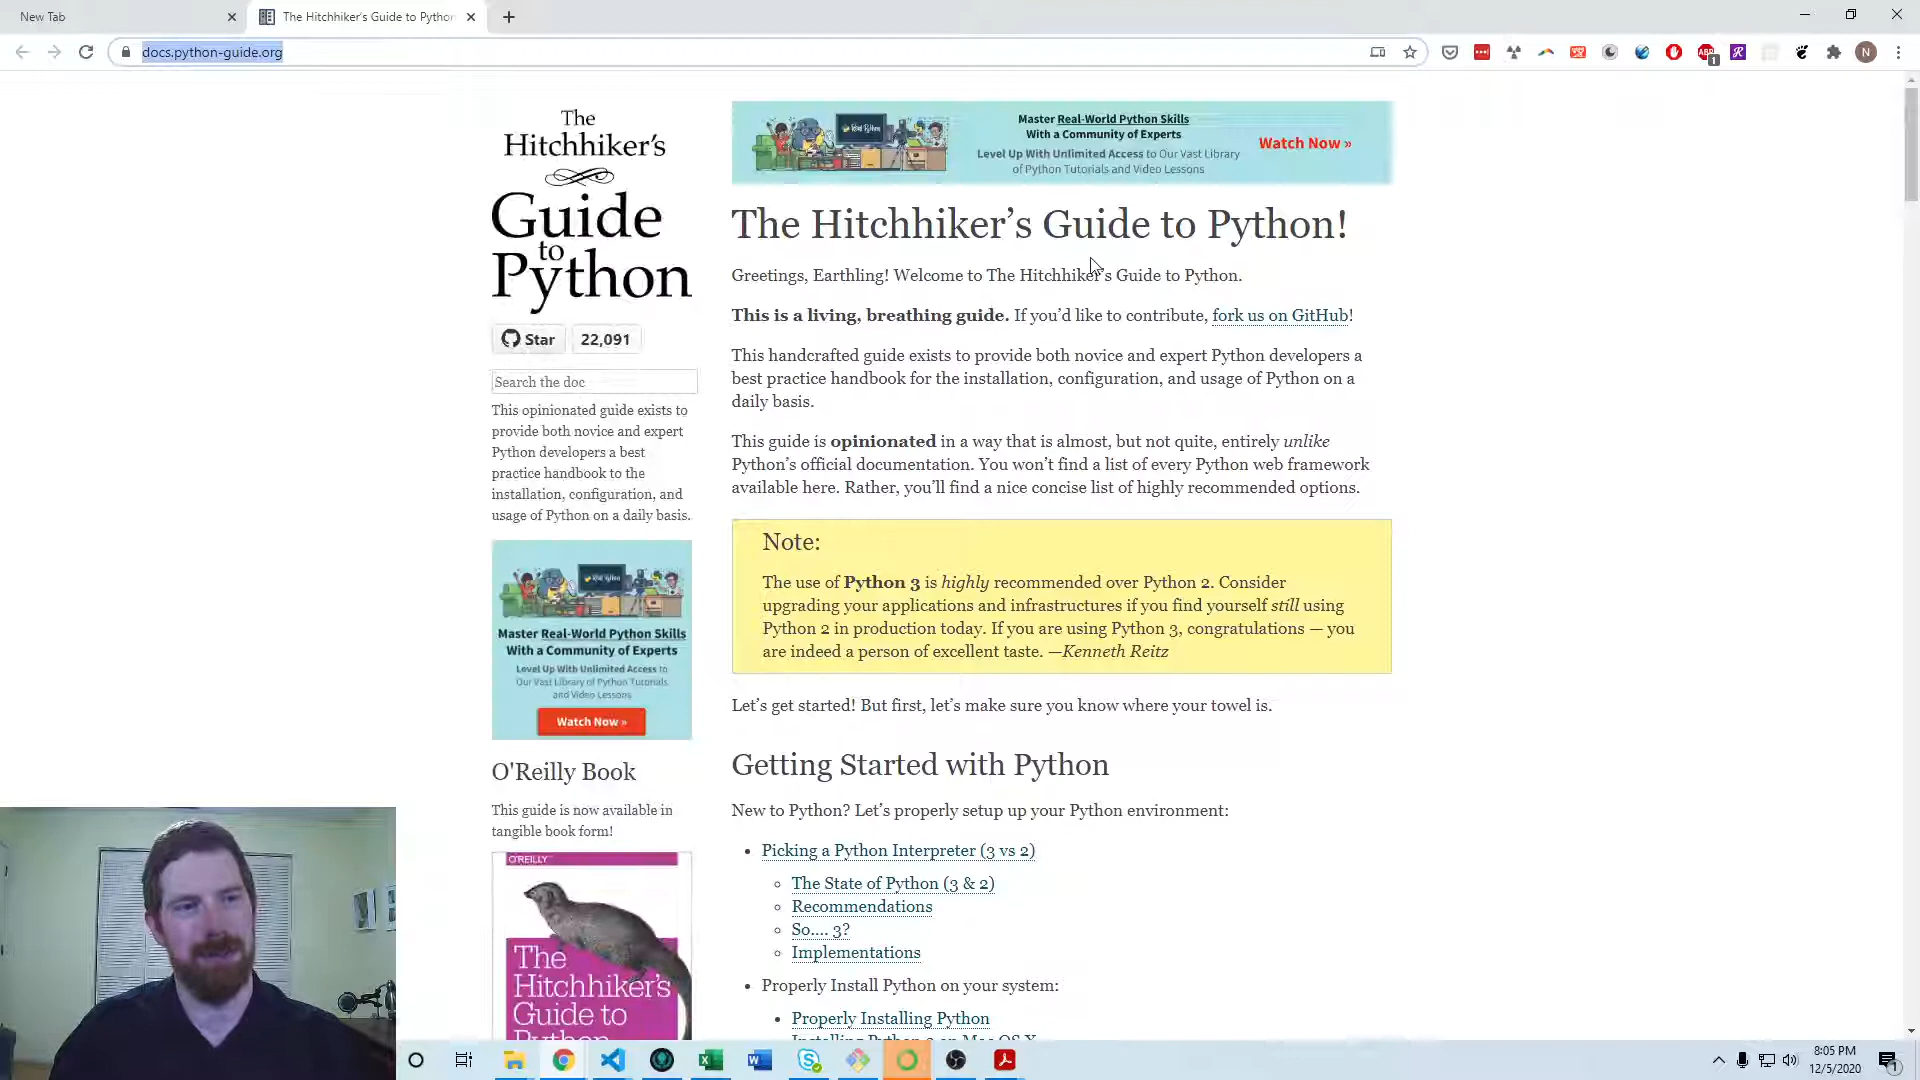 New Tab
The Hitchhiker's Guide to Python
docs.python-guide.org
ABP
1
N
The
Hitchhiker's
Guide
to
Python
Star
22,091
Search the doc
This opinionated guide exists to
provide both novice and expert
Python developers a best
practice handbook to the
installation, configuration, and
usage of Python on a daily basis.
Real Python
Master Real-World Python Skills
With a Community of Experts
Level Up With Unlimited Access to
Our Vast Library of Python Tutorials
and Video Lessons
Watch Now »
O'Reilly Book
This guide is now available in
tangible book form!
O'REILLY
The
Hitchhiker's
Guide to
Python
Real Python
Master Real-World Python Skills
With a Community of Experts
Level Up With Unlimited Access to Our Vast Library
of Python Tutorials and Video Lessons
Watch Now »
The Hitchhiker’s Guide to Python!
Greetings, Earthling! Welcome to The Hitchhiker’s Guide to Python.
This is a living, breathing guide. If you’d like to contribute, fork us on GitHub!
This handcrafted guide exists to provide both novice and expert Python developers a
best practice handbook for the installation, configuration, and usage of Python on a
daily basis.
This guide is opinionated in a way that is almost, but not quite, entirely unlike
Python’s official documentation. You won’t find a list of every Python web framework
available here. Rather, you’ll find a nice concise list of highly recommended options.
Note:
The use of Python 3 is highly recommended over Python 2. Consider
upgrading your applications and infrastructures if you find yourself still using
Python 2 in production today. If you are using Python 3, congratulations — you
are indeed a person of excellent taste. —Kenneth Reitz
Let’s get started! But first, let’s make sure you know where your towel is.
Getting Started with Python
New to Python? Let’s properly setup up your Python environment:
• Picking a Python Interpreter (3 vs 2)
The State of Python (3 & 2)
Recommendations
So.... 3?
Implementations
• Properly Install Python on your system:
• Properly Installing Python
Installing Python 3 on Mac OS X
8:05 PM
12/5/2020
1